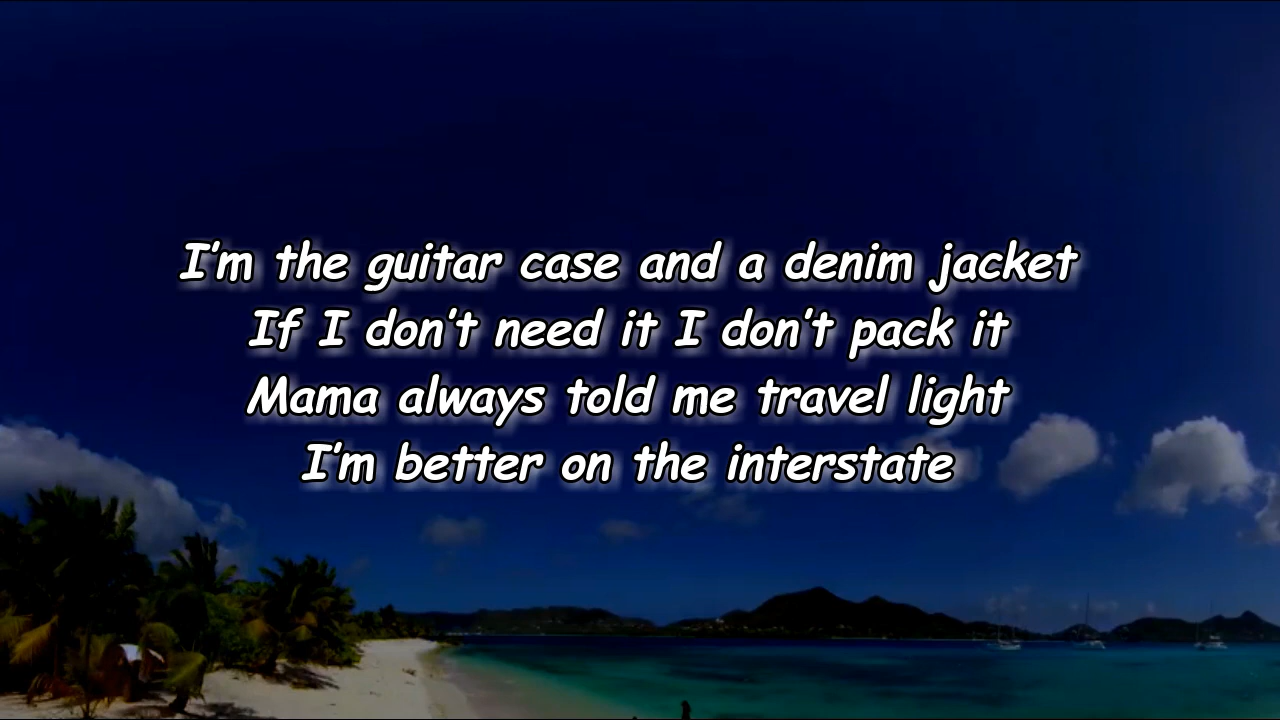 I'm the guitar case and a denim jacket
If I don't need it I don't pack it
Mama always told me travel light
I'm better on the interstate